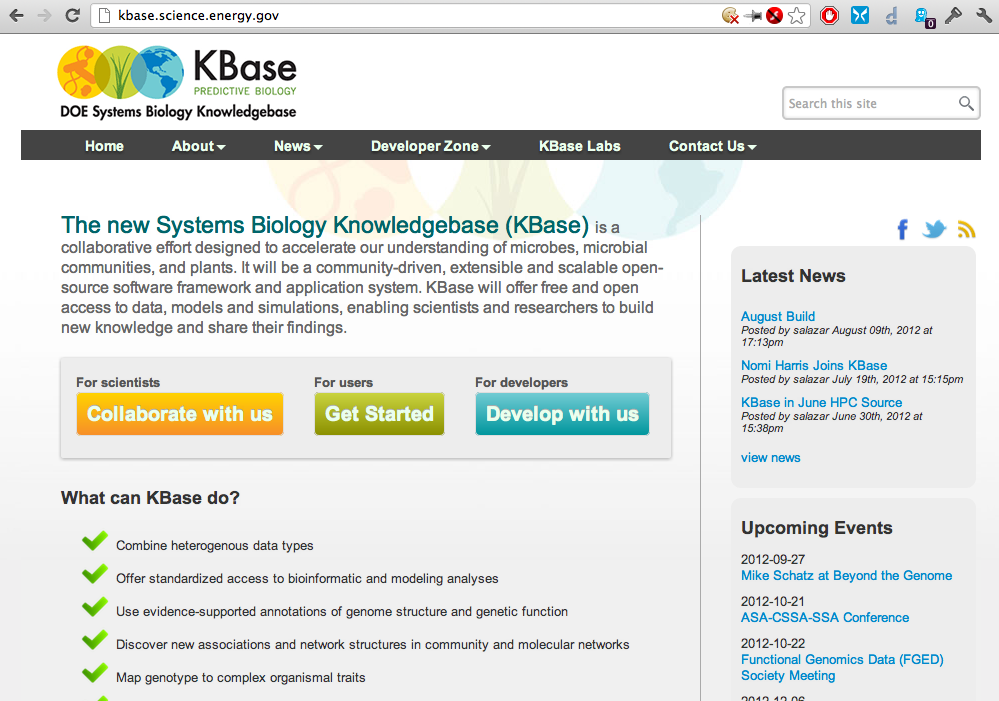 kbase.science.energy.gov
0
KBase
PREDICTIVE BIOLOGY
DOE Systems Biology Knowledgebase
Search this site
Home About News Developer Zone KBase Labs Contact Us
The new Systems Biology Knowledgebase (KBase) is a
collaborative effort designed to accelerate our understanding of microbes, microbial
communities, and plants. It will be a community-driven, extensible and scalable open-
source software framework and application system. KBase will offer free and open
access to data, models and simulations, enabling scientists and researchers to build
new knowledge and share their findings.
For scientists
Collaborate with us
For users
Get Started
For developers
Develop with us
What can KBase do?
Combine heterogenous data types
Offer standardized access to bioinformatic and modeling analyses
Use evidence-supported annotations of genome structure and genetic function
Discover new associations and network structures in community and molecular networks
Map genotype to complex organismal traits
Latest News
August Build
Posted by salazar August 09th, 2012 at
17:13pm
Nomi Harris Joins KBase
Posted by salazar July 19th, 2012 at 15:15pm
KBase in June HPC Source
Posted by salazar June 30th, 2012 at
15:38pm
view news
Upcoming Events
2012-09-27
Mike Schatz at Beyond the Genome
2012-10-21
ASA-CSSA-SSA Conference
2012-10-22
Functional Genomics Data (FGED)
Society Meeting